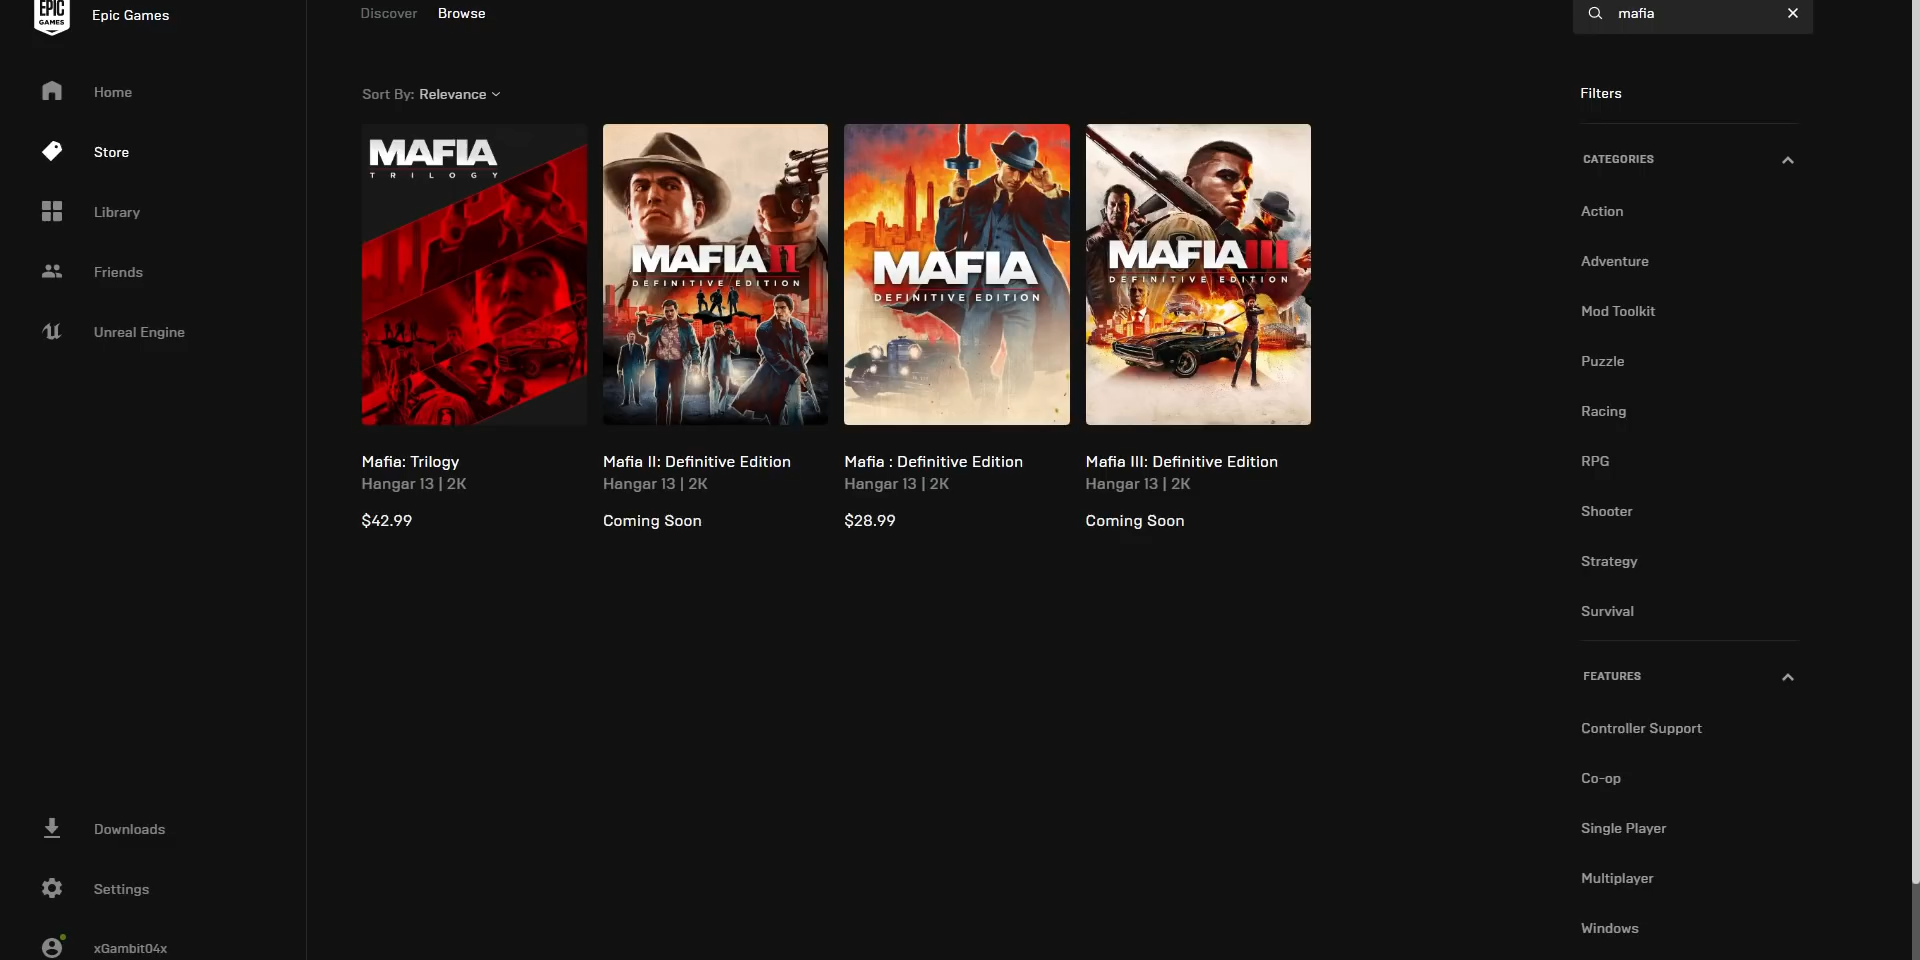 EPIC
GAMES
Epic Games
Discover
Browse
mafia
Home
Store
Library
Friends
Unreal Engine
Downloads
Settings
xGambit04x
Sort By: Relevance
MAFIA
TRILOGY
Mafia: Trilogy
Hangar 13 | 2K
$42.99
MAFIA II
DEFINITIVE EDITION
Mafia II: Definitive Edition
Hangar 13 | 2K
Coming Soon
MAFIA
DEFINITIVE EDITION
Mafia : Definitive Edition
Hangar 13 | 2K
$28.99
MAFIA III
DEFINITIVE EDITION
Mafia III: Definitive Edition
Hangar 13 | 2K
Coming Soon
Filters
CATEGORIES
Action
Adventure
Mod Toolkit
Puzzle
Racing
RPG
Shooter
Strategy
Survival
FEATURES
Controller Support
Co-op
Single Player
Multiplayer
Windows